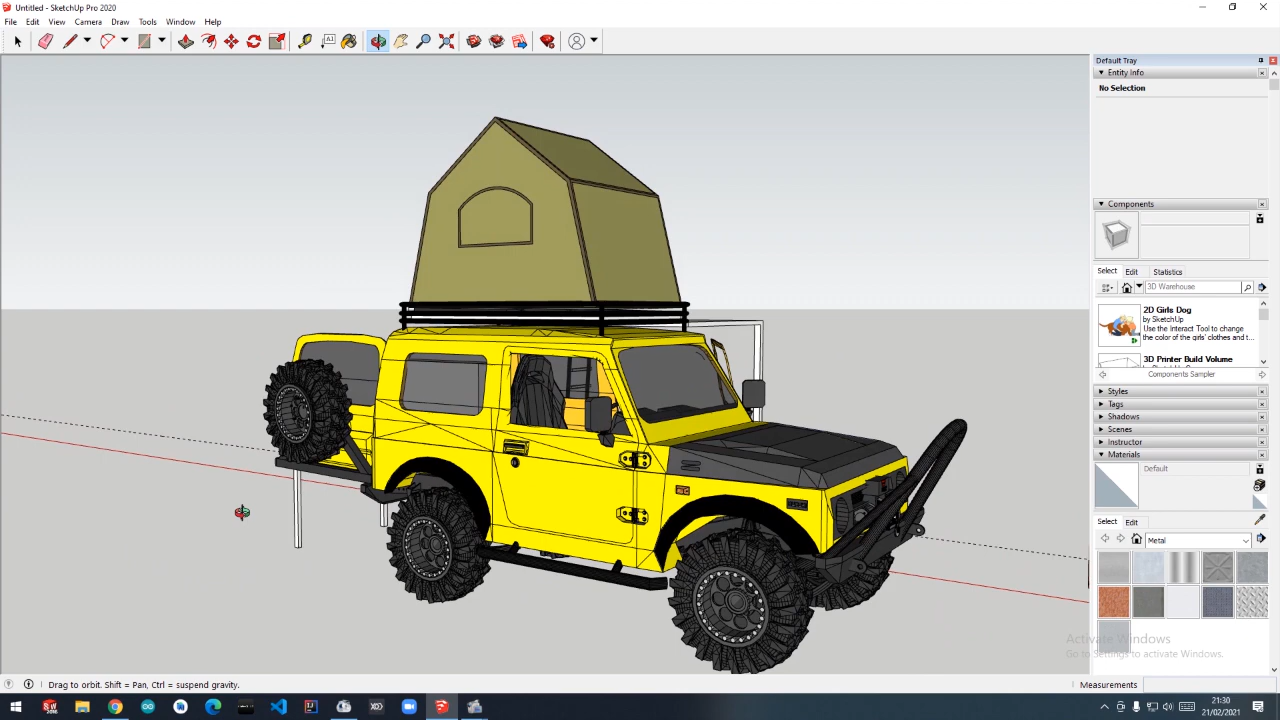 Untitled - SketchUp Pro 2020
File Edit View Camera Draw Tools Window Help
Default Tray
Entity Info
No Selection
Components
Select Edit Statistics
3D Warehouse
2D Girls Dog
by SketchUp
Use the Interact Tool to change
the color of the girls' clothes and t...
3D Printer Build Volume
Components Sampler
Styles
Tags
Shadows
Scenes
Instructor
Materials
Default
Select Edit
Metal
Activate Windows
Go to Settings to activate Windows.
Drag to orbit. Shift = Pan, Ctrl = suspend gravity.
Measurements
21:30
21/02/2021